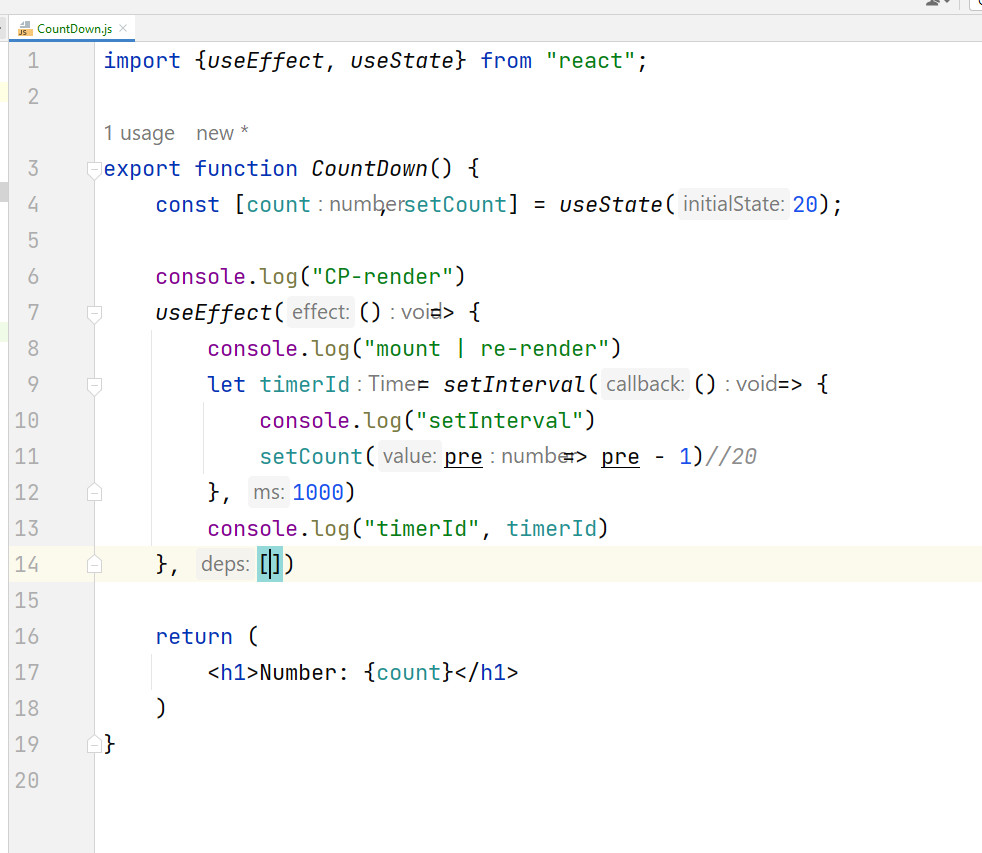 CountDown.js
1 import {useEffect, useState} from "react";
2
1 usage new *
3 export function CountDown() {
4 const [count : number, setCount] = useState( initialState: 20);
5
6 console.log("CP-render")
7 useEffect( effect: () : void => {
8 console.log("mount | re-render")
9 let timerId : Timer = setInterval( callback: () : void => {
10 console.log("setInterval")
11 setCount( value: pre : number => pre - 1)//20
12 }, ms: 1000)
13 console.log("timerId", timerId)
14 }, deps: [])
15
16 return (
17 <h1>Number: {count}</h1>
18 )
19 }
20